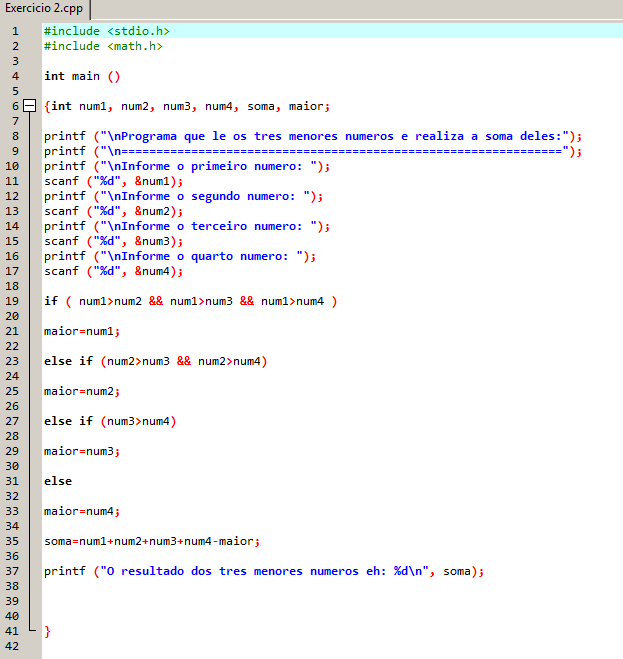 Exercicio 2.cpp
1 #include <stdio.h>
2 #include <math.h>
3
4 int main ()
5
6 {int num1, num2, num3, num4, soma, maior;
7
8 printf ("\nPrograma que le os tres menores numeros e realiza a soma deles:");
9 printf ("\n===============================================================");
10 printf ("\nInforme o primeiro numero: ");
11 scanf ("%d", &num1);
12 printf ("\nInforme o segundo numero: ");
13 scanf ("%d", &num2);
14 printf ("\nInforme o terceiro numero: ");
15 scanf ("%d", &num3);
16 printf ("\nInforme o quarto numero: ");
17 scanf ("%d", &num4);
18
19 if ( num1>num2 && num1>num3 && num1>num4 )
20
21 maior=num1;
22
23 else if (num2>num3 && num2>num4)
24
25 maior=num2;
26
27 else if (num3>num4)
28
29 maior=num3;
30
31 else
32
33 maior=num4;
34
35 soma=num1+num2+num3+num4-maior;
36
37 printf ("O resultado dos tres menores numeros eh: %d\n", soma);
38
39
40
41 }
42